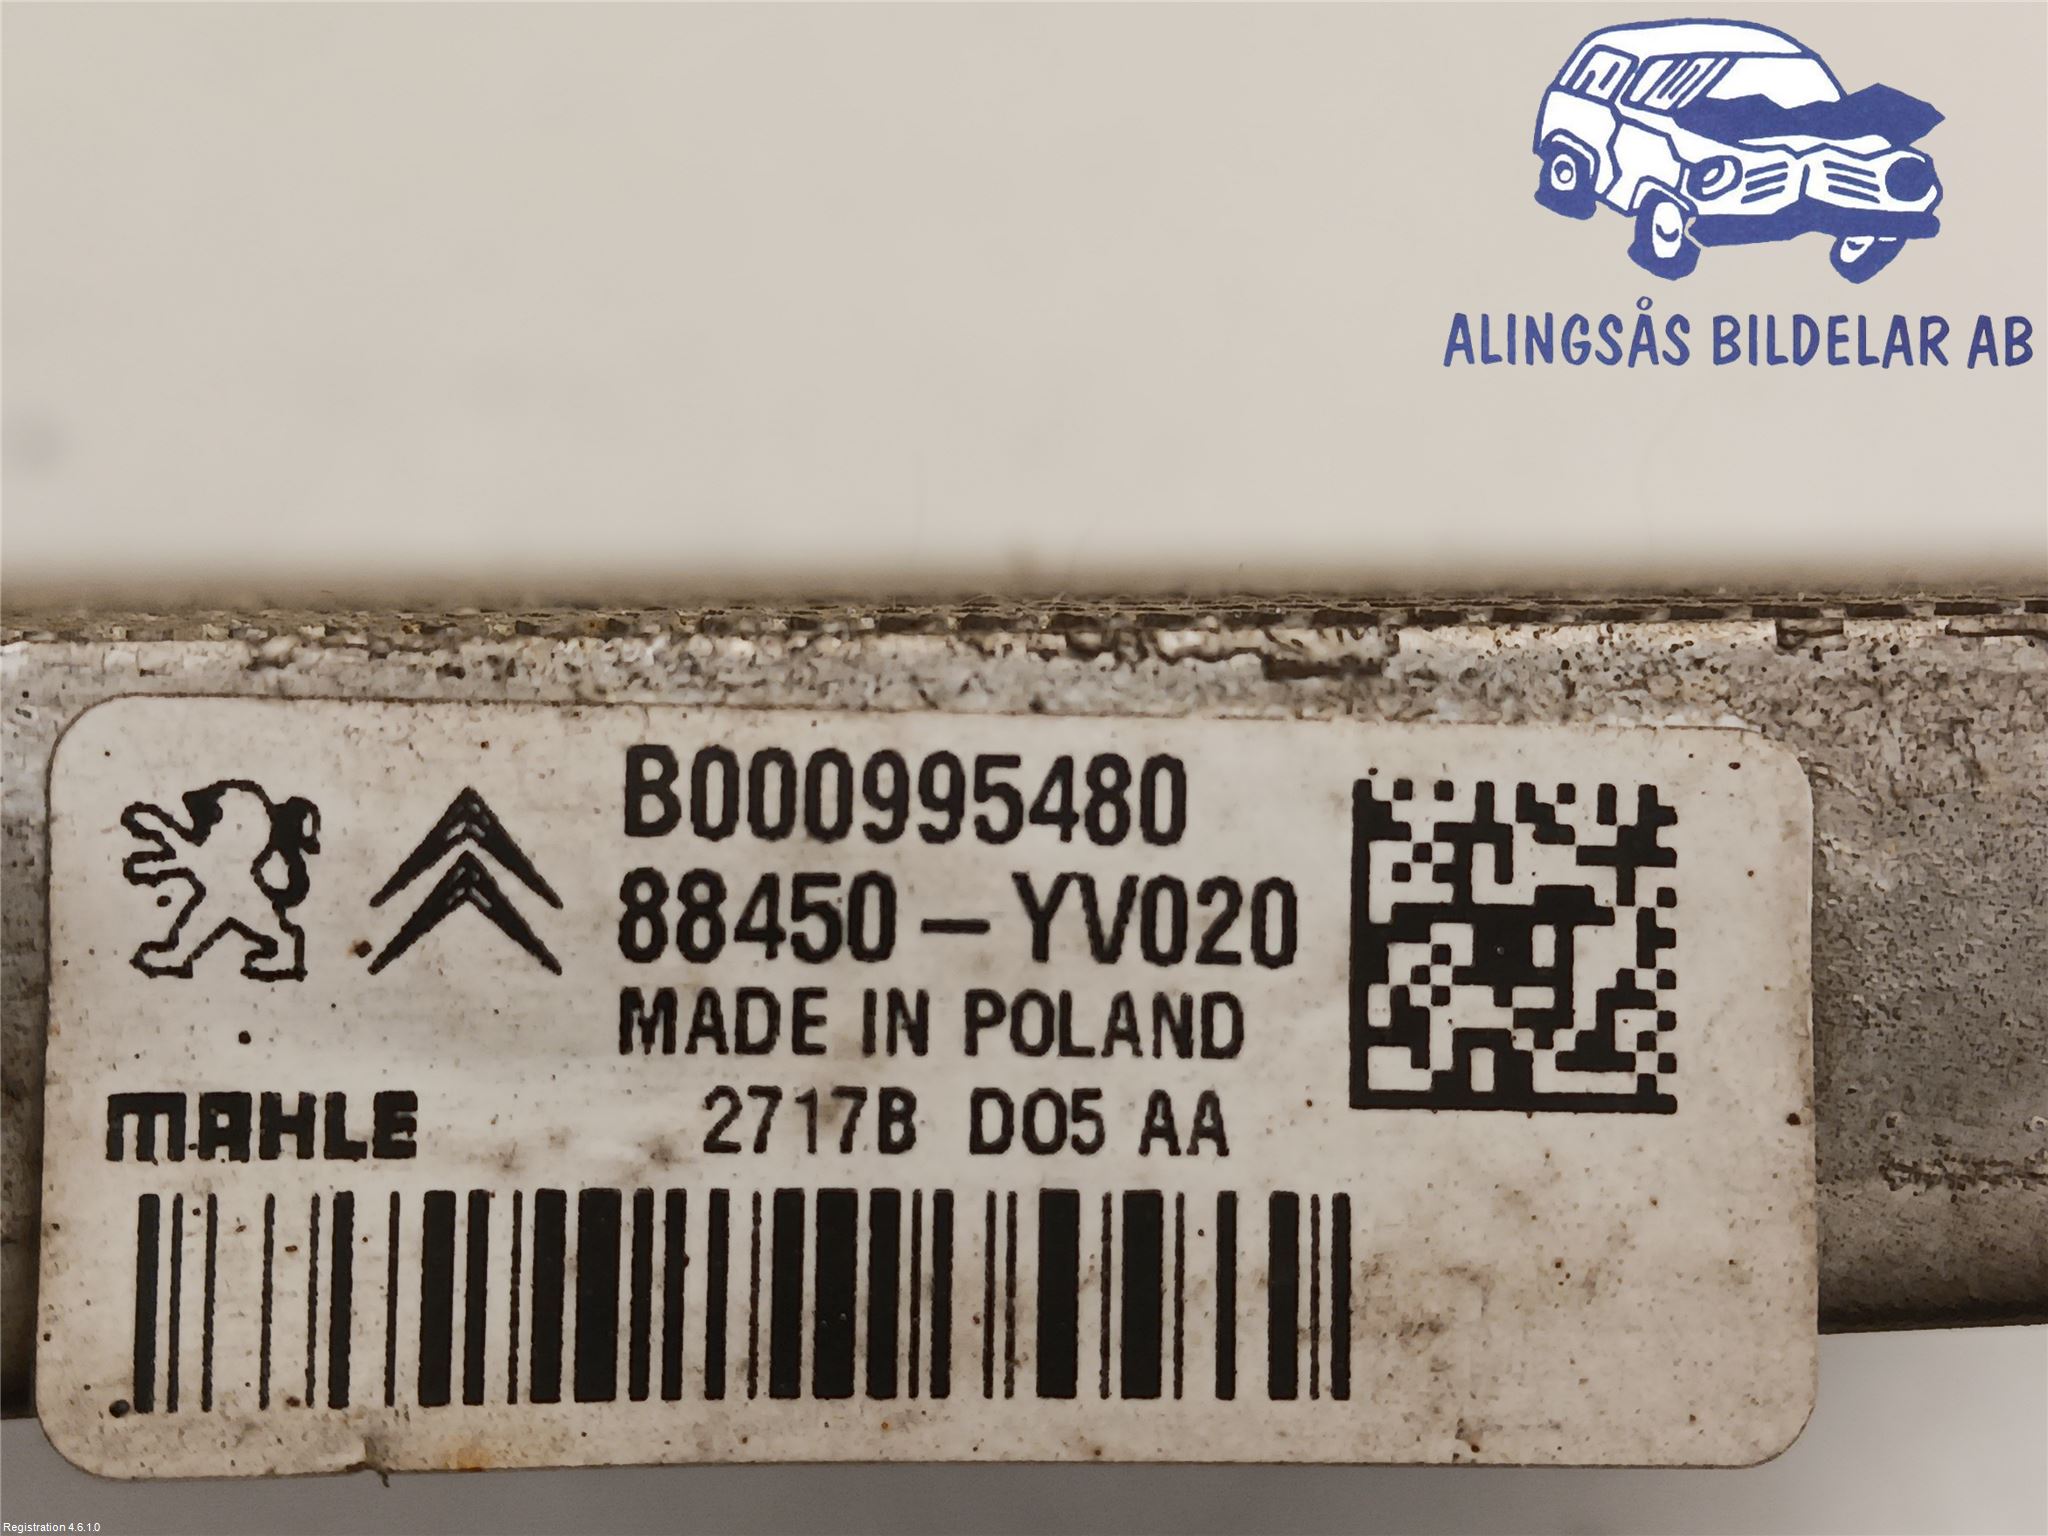 ALINGSÅS BILDELAR AB
B000995480
88450-YV020
MADE IN POLAND
MAHLE 2717B D05 AA
Registration 4.6.1.0